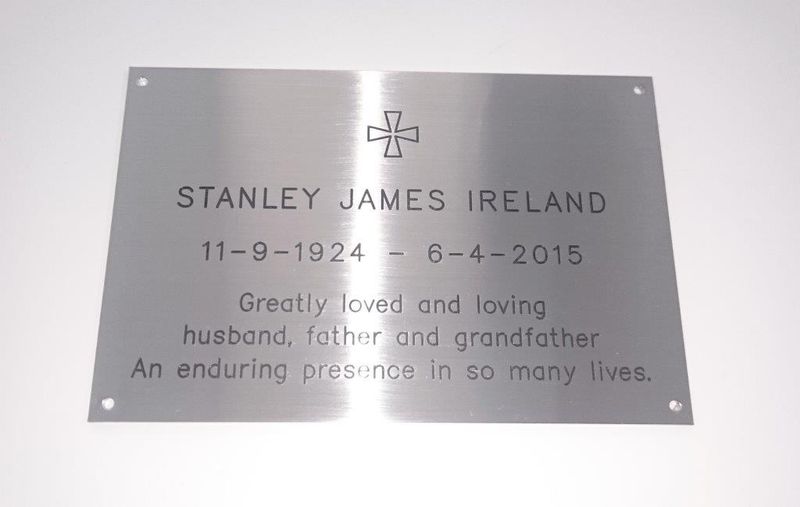 STANLEY JAMES IRELAND
11-9-1924 - 6-4-2015
Greatly loved and loving
husband, father and grandfather
An enduring presence in so many lives.